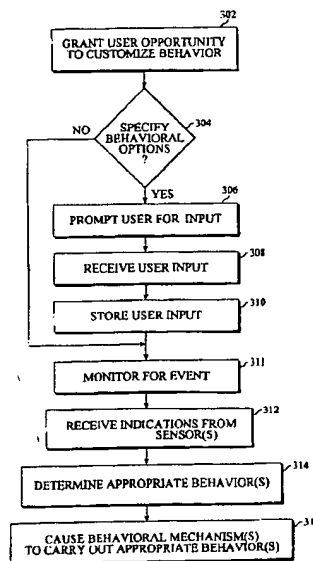 302
GRANT USER OPPORTUNITY
TO CUSTOMIZE BEHAVIOR
304
NO
SPECIFY
BEHAVIORAL
OPTIONS
?
YES
306
PROMPT USER FOR INPUT
308
RECEIVE USER INPUT
310
STORE USER INPUT
311
MONITOR FOR EVENT
312
RECEIVE INDICATIONS FROM
SENSOR(S)
314
DETERMINE APPROPRIATE BEHAVIOR(S)
31
CAUSE BEHAVIORAL MECHANISM(S)
TO CARRY OUT APPROPRIATE BEHAVIOR(S)